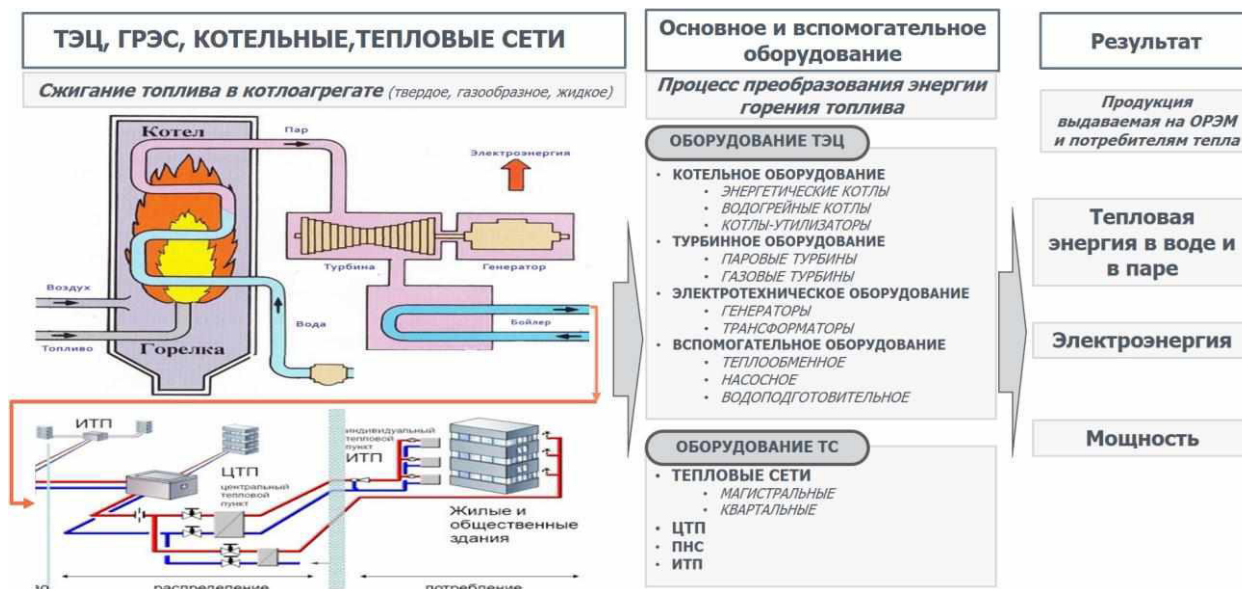 ТЭЦ, ГРЭС, КОТЕЛЬНЫЕ,ТЕПЛОВЫЕ СЕТИ
Сжигание топлива в котлоагрегате (твердое, газообразное, жидкое)
Котел
Пар
Электроэнергия
Турбина
Генератор
Воздух
Вода
Бойлер
Топливо
Горелка
ИТП
ЦТП
центральный
тепловой
пункт
индивидуальный
тепловой
пункт
ИТП
Жилые и
общественные
здания
распределение
потребление
Основное и вспомогательное
оборудование
Процесс преобразования энергии
горения топлива
ОБОРУДОВАНИЕ ТЭЦ
• КОТЕЛЬНОЕ ОБОРУДОВАНИЕ
• ЭНЕРГЕТИЧЕСКИЕ КОТЛЫ
• ВОДОГРЕЙНЫЕ КОТЛЫ
• КОТЛЫ-УТИЛИЗАТОРЫ
• ТУРБИННОЕ ОБОРУДОВАНИЕ
• ПАРОВЫЕ ТУРБИНЫ
• ГАЗОВЫЕ ТУРБИНЫ
• ЭЛЕКТРОТЕХНИЧЕСКОЕ ОБОРУДОВАНИЕ
• ГЕНЕРАТОРЫ
• ТРАНСФОРМАТОРЫ
• ВСПОМОГАТЕЛЬНОЕ ОБОРУДОВАНИЕ
• ТЕПЛООБМЕННОЕ
• НАСОСНОЕ
• ВОДОПОДГОТОВИТЕЛЬНОЕ
ОБОРУДОВАНИЕ ТС
• ТЕПЛОВЫЕ СЕТИ
• МАГИСТРАЛЬНЫЕ
• КВАРТАЛЬНЫЕ
• ЦТП
• ПНС
• ИТП
Результат
Продукция
выдаваемая на ОРЭМ
и потребителям тепла
Тепловая
энергия в воде и
в паре
Электроэнергия
Мощность